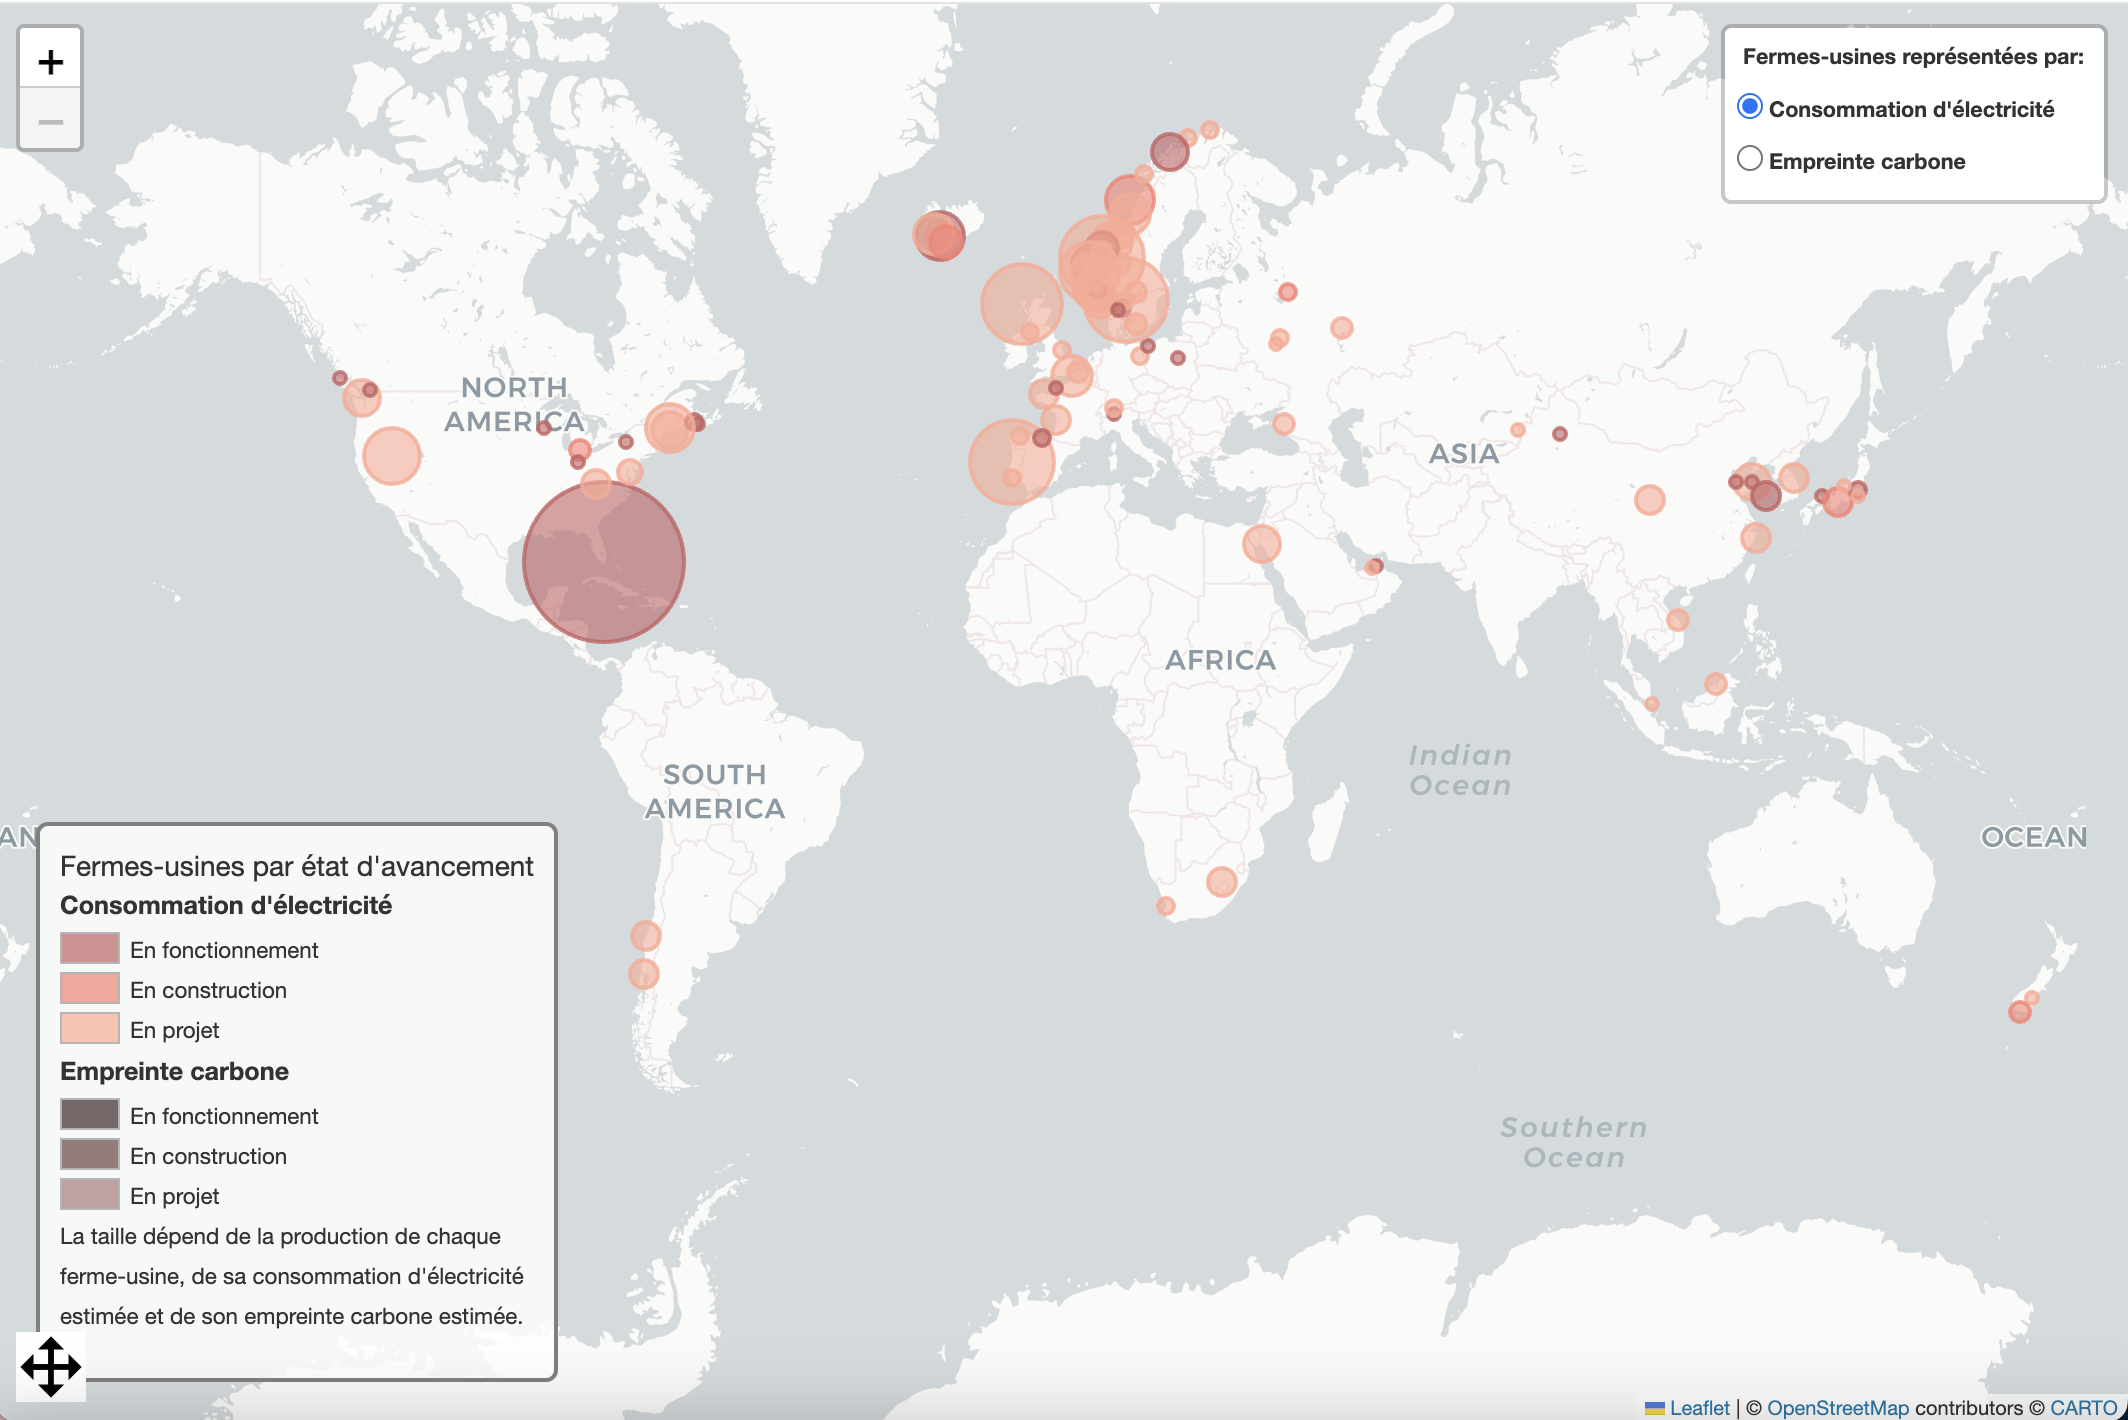 +
−
Fermes-usines représentées par:
Consommation d'électricité
Empreinte carbone
NORTH
AMERICA
ASIA
AFRICA
SOUTH
AMERICA
Indian
Ocean
AN
OCEAN
Southern
Ocean
Fermes-usines par état d'avancement
Consommation d'électricité
En fonctionnement
En construction
En projet
Empreinte carbone
En fonctionnement
En construction
En projet
La taille dépend de la production de chaque
ferme-usine, de sa consommation d'électricité
estimée et de son empreinte carbone estimée.
Leaflet | © OpenStreetMap contributors © CARTO